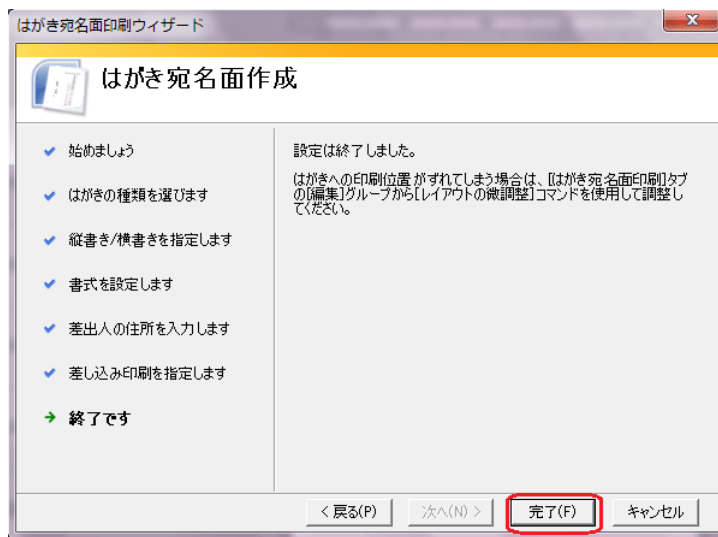 はがき宛名面印刷ウィザード
はがき宛名面作成
始めましょう
はがきの種類を選びます
縦書き/横書きを指定します
書式を設定します
差出人の住所を入力します
差し込み印刷を指定します
終了です
設定は終了しました。
はがきへの印刷位置がずれてしまう場合は、[はがき宛名面印刷]タブ
の[編集]グループから[レイアウトの微調整]コマンドを使用して調整し
てください。
< 戻る(P)
次へ(N) >
完了(F)
キャンセル